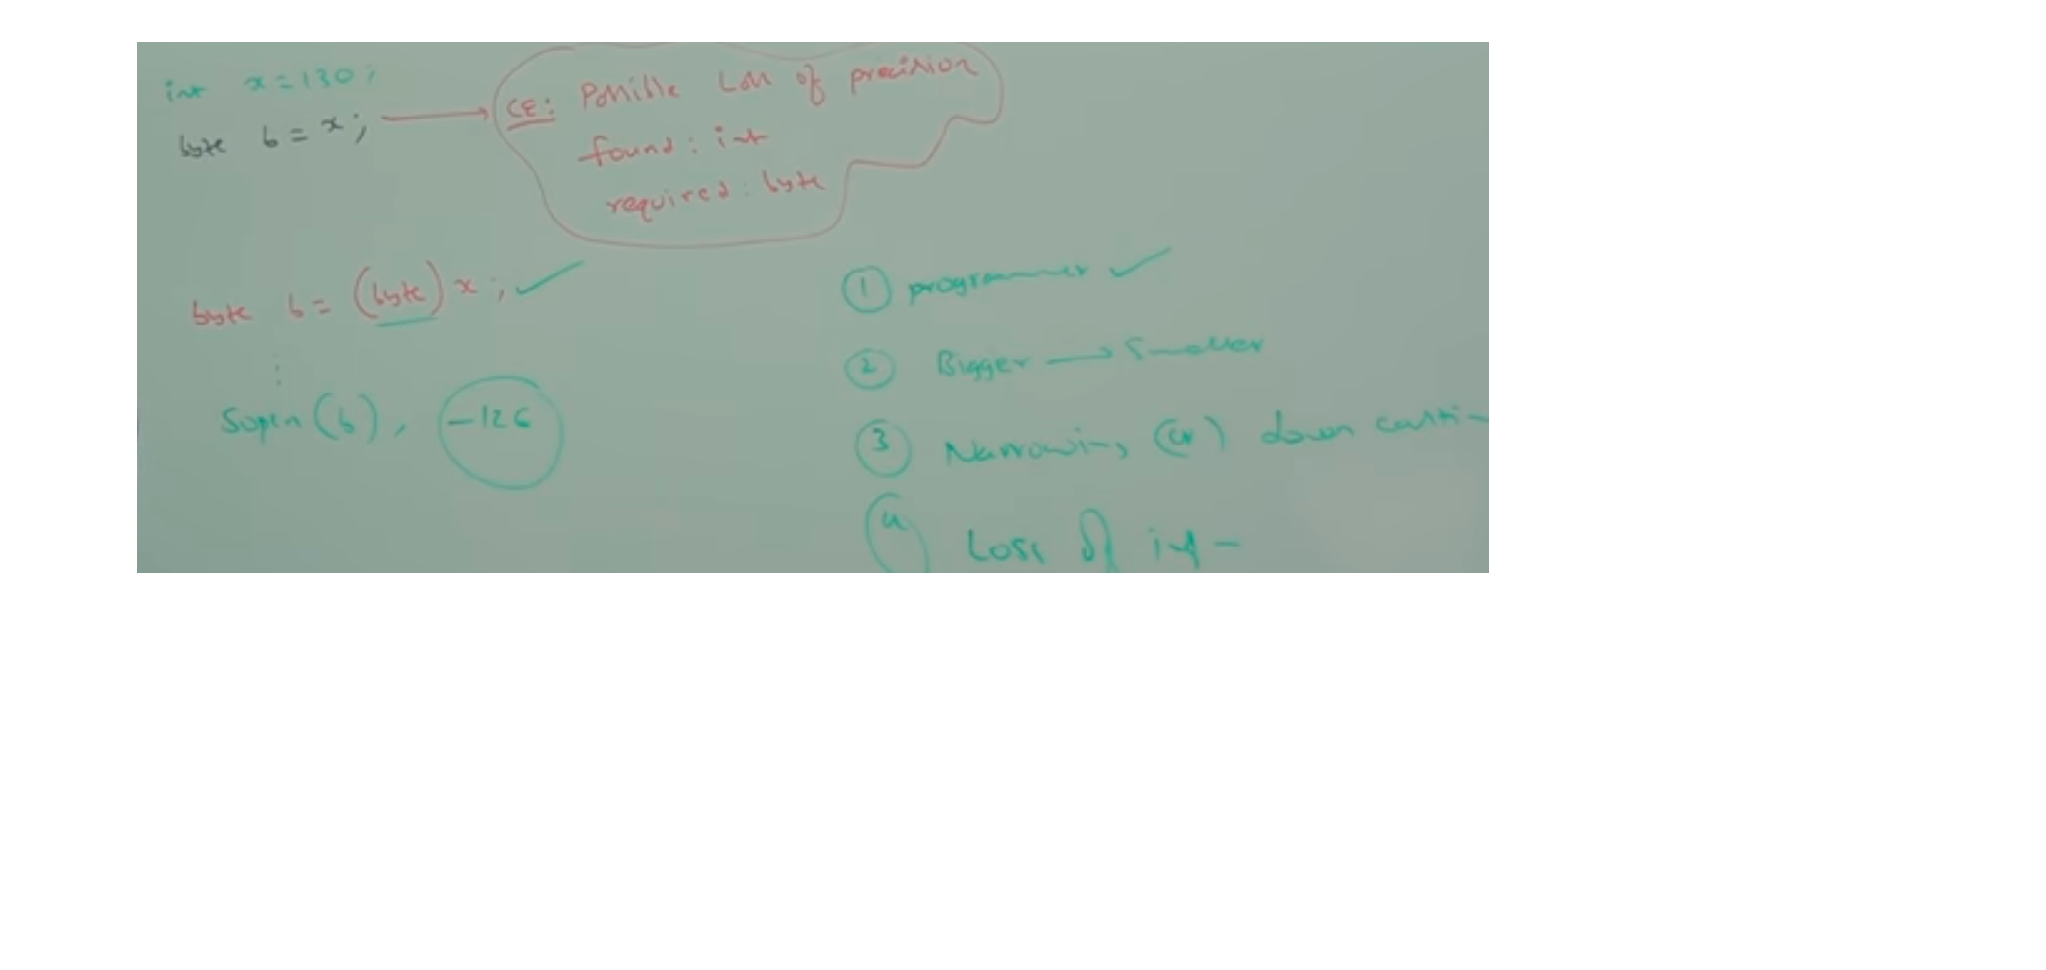 int x = 130;
byte b = x;
CE: Possible Loss of precision
found: int
required: byte
byte b = (byte) x;
Sopln(b); -126
① programmer
② Bigger → Smaller
③ Narrowing (or) down casting
④ Loss of inf